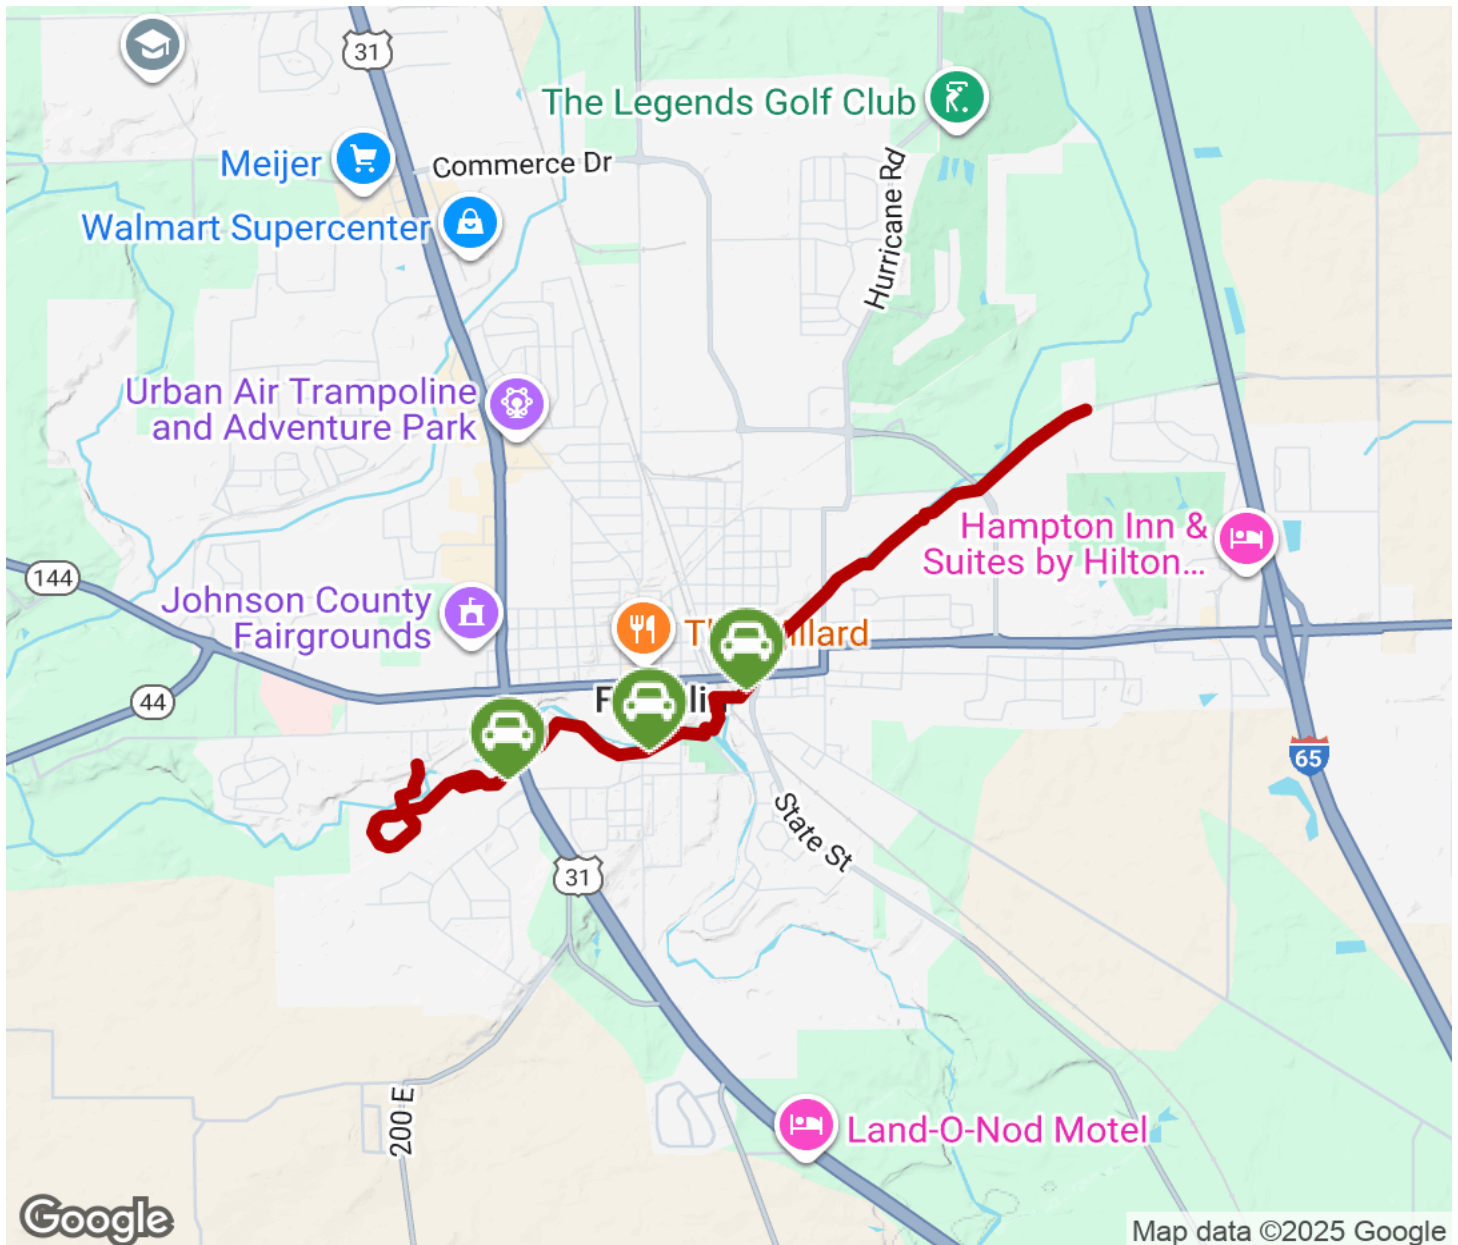 31
The Legends Golf Club
Meijer
Commerce Dr
Walmart Supercenter
Hurricane Rd
Urban Air Trampoline
and Adventure Park
Hampton Inn &
Suites by Hilton...
144
Johnson County
Fairgrounds
44
65
State St
31
200 E
Land-O-Nod Motel
Google
Map data ©2025 Google